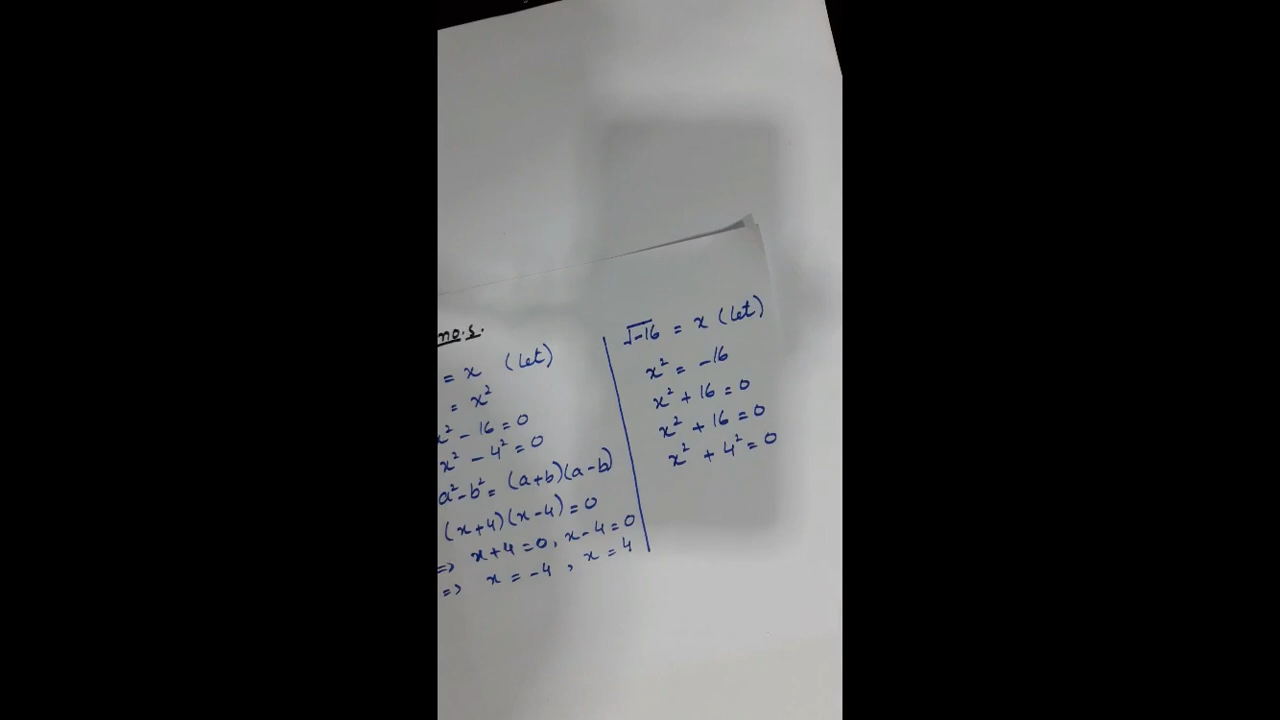 no.s.
= x (let)
= x²
x² - 16 = 0
x² - 4² = 0
a² - b² = (a+b)(a-b)
(x+4)(x-4) = 0
=> x+4 = 0, x-4 = 0
=> x = -4, x = 4
√-16 = x (let)
x² = -16
x² + 16 = 0
x² + 16 = 0
x² + 4² = 0